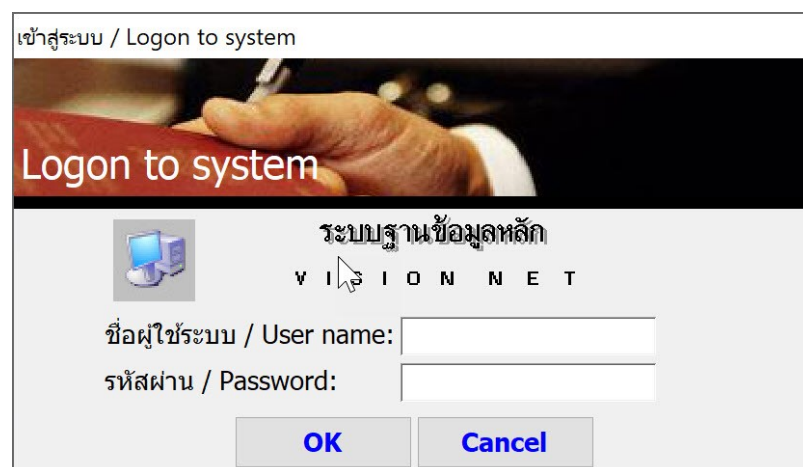 เข้าสู่ระบบ / Logon to system
Logon to system
ระบบฐานข้อมูลหลัก
VISION NET
ชื่อผู้ใช้ระบบ / User name:
รหัสผ่าน / Password:
OK Cancel